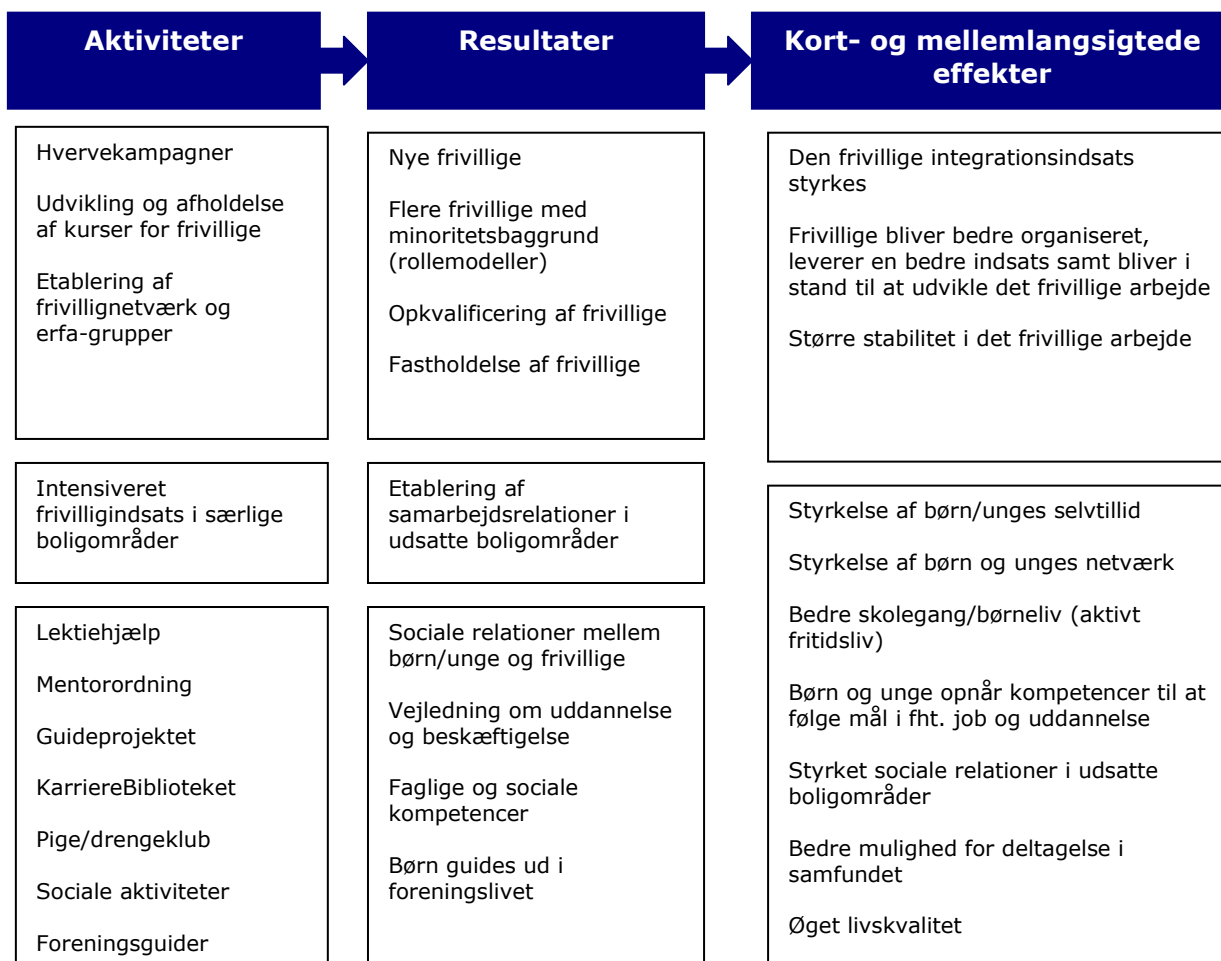 Aktiviteter
Resultater
Kort- og mellemlangsigtede
effekter
Hvervekampagner
Udvikling og afholdelse
af kurser for frivillige
Etablering af
frivillignetværk og
erfa-grupper
Nye frivillige
Flere frivillige med
minoritetsbaggrund
(rollemodeller)
Opkvalificering af frivillige
Fastholdelse af frivillige
Den frivillige integrationsindsats
styrkes
Frivillige bliver bedre organiseret,
leverer en bedre indsats samt bliver i
stand til at udvikle det frivillige arbejde
Større stabilitet i det frivillige arbejde
Intensiveret
frivilligindsats i særlige
boligområder
Etablering af
samarbejdsrelationer i
udsatte boligområder
Lektiehjælp
Mentorordning
Guideprojektet
KarriereBiblioteket
Pige/drengeklub
Sociale aktiviteter
Foreningsguider
Sociale relationer mellem
børn/unge og frivillige
Vejledning om uddannelse
og beskæftigelse
Faglige og sociale
kompetencer
Børn guides ud i
foreningslivet
Styrkelse af børn/unges selvtillid
Styrkelse af børn og unges netværk
Bedre skolegang/børneliv (aktivt
fritidsliv)
Børn og unge opnår kompetencer til at
følge mål i fht. job og uddannelse
Styrket sociale relationer i udsatte
boligområder
Bedre mulighed for deltagelse i
samfundet
Øget livskvalitet